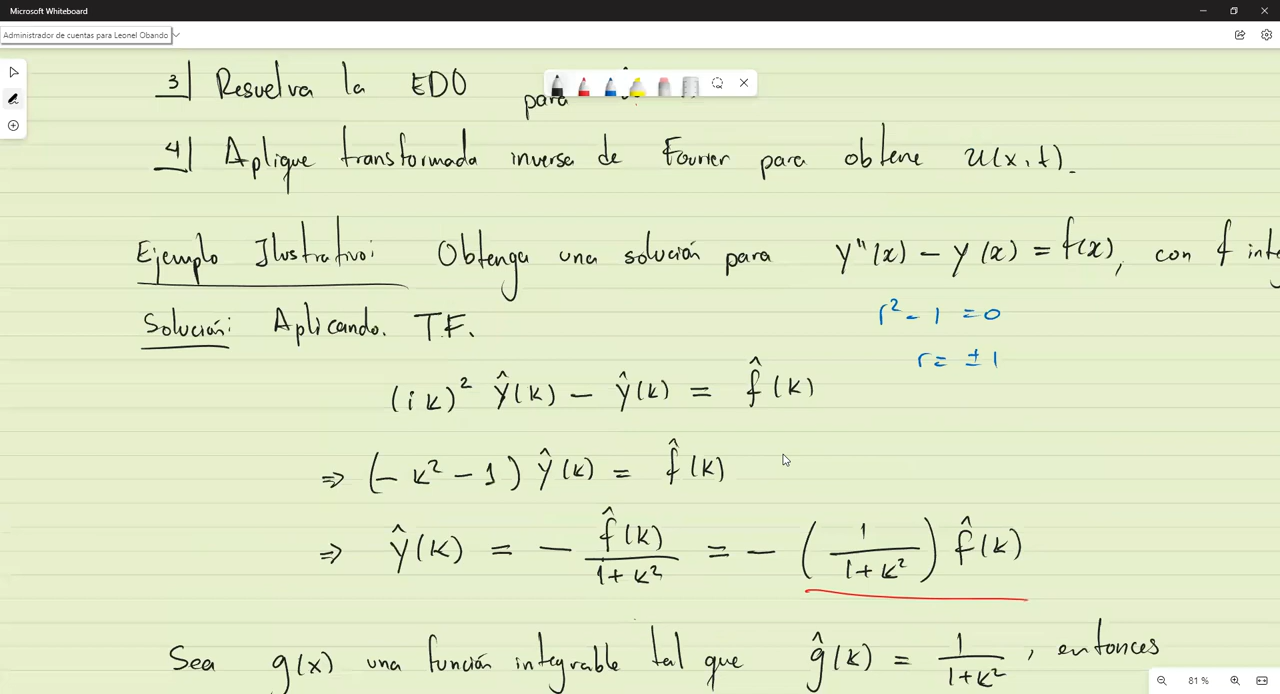 Microsoft Whiteboard
Administrador de cuentas para Leonel Obando
3| Resuelva la EDO para
4| Aplique transformada inversa de Fourier para obtene u(x,t).
Ejemplo Ilustrativo: Obtenga una solución para y''(x) - y(x) = f(x), con f inte
r² - 1 = 0
Solución: Aplicando. T.F.
r = ± 1
(ik)² ŷ(k) - ŷ(k) = f̂(k)
⇒ (-k² - 1) ŷ(k) = f̂(k)
⇒ ŷ(k) = - f̂(k)/(1+k²) = - (1/(1+k²)) f̂(k)
Sea g(x) una función integrable tal que ĝ(k) = 1/(1+k²), entonces
81 %